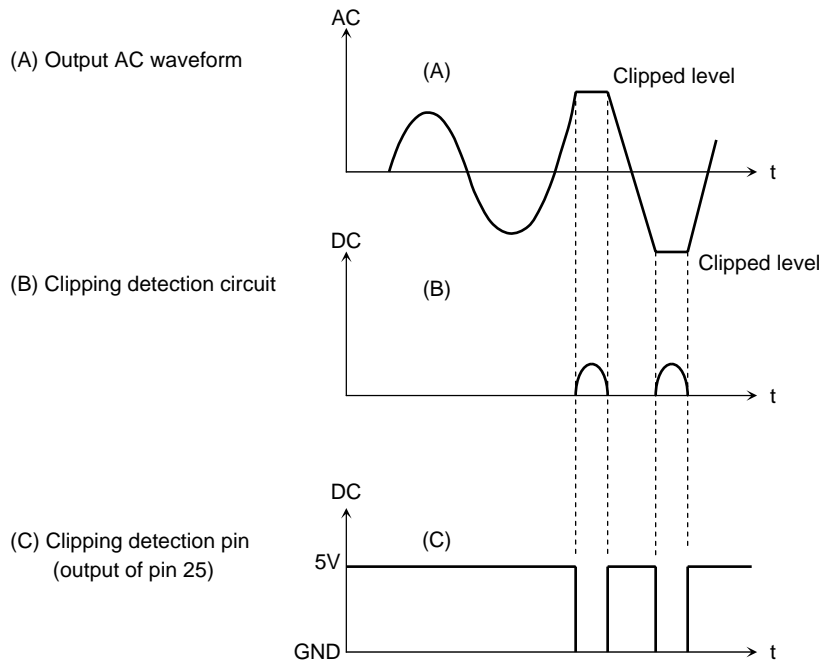 AC
(A) Output AC waveform
(A)
Clipped level
t
DC
Clipped level
(B) Clipping detection circuit
(B)
t
DC
(C) Clipping detection pin
(output of pin 25)
(C)
5V
GND
t